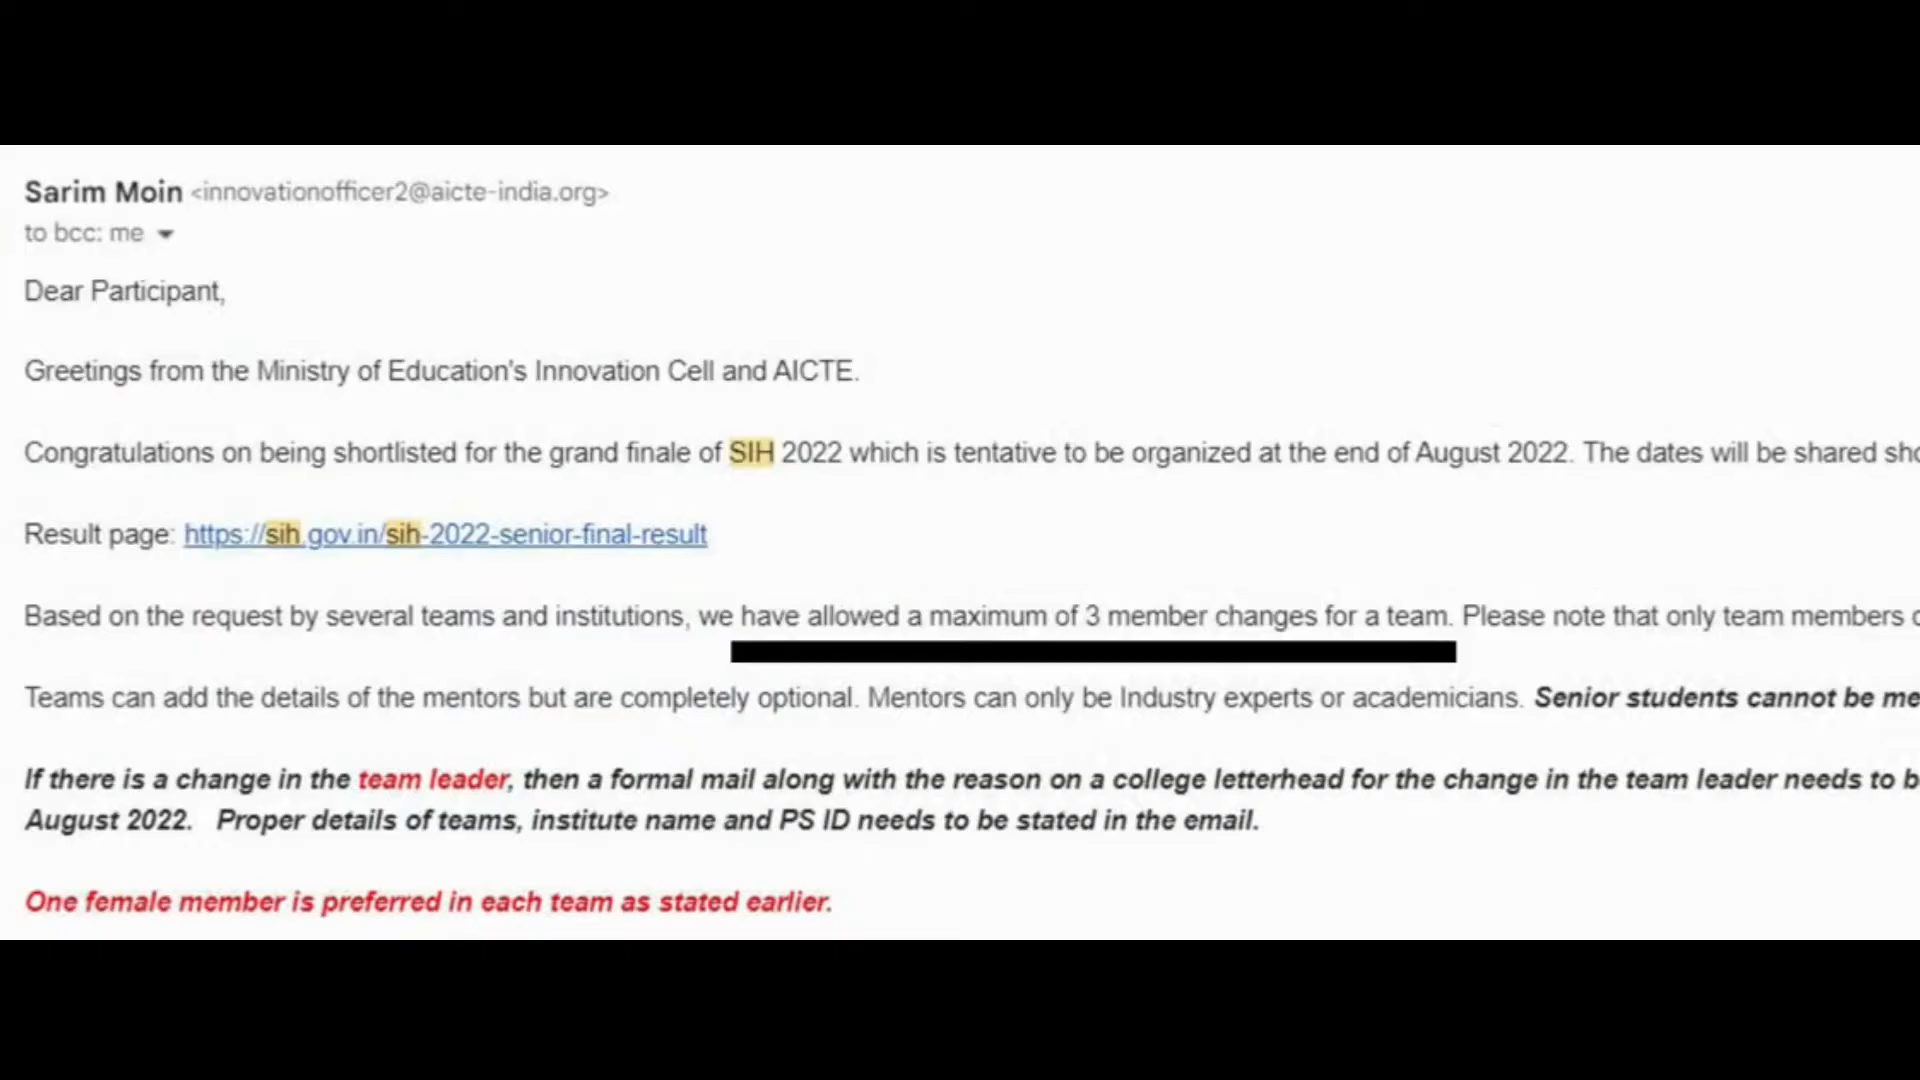 Sarim Moin <innovationofficer2@aicte-india.org>
to bcc: me
Dear Participant,
Greetings from the Ministry of Education's Innovation Cell and AICTE.
Congratulations on being shortlisted for the grand finale of SIH 2022 which is tentative to be organized at the end of August 2022. The dates will be shared
Result page: https://sih.gov.in/sih-2022-senior-final-result
Based on the request by several teams and institutions, we have allowed a maximum of 3 member changes for a team. Please note that only team members
Teams can add the details of the mentors but are completely optional. Mentors can only be Industry experts or academicians. Senior students cannot be
If there is a change in the team leader, then a formal mail along with the reason on a college letterhead for the change in the team leader needs to
August 2022. Proper details of teams, institute name and PS ID needs to be stated in the email.
One female member is preferred in each team as stated earlier.